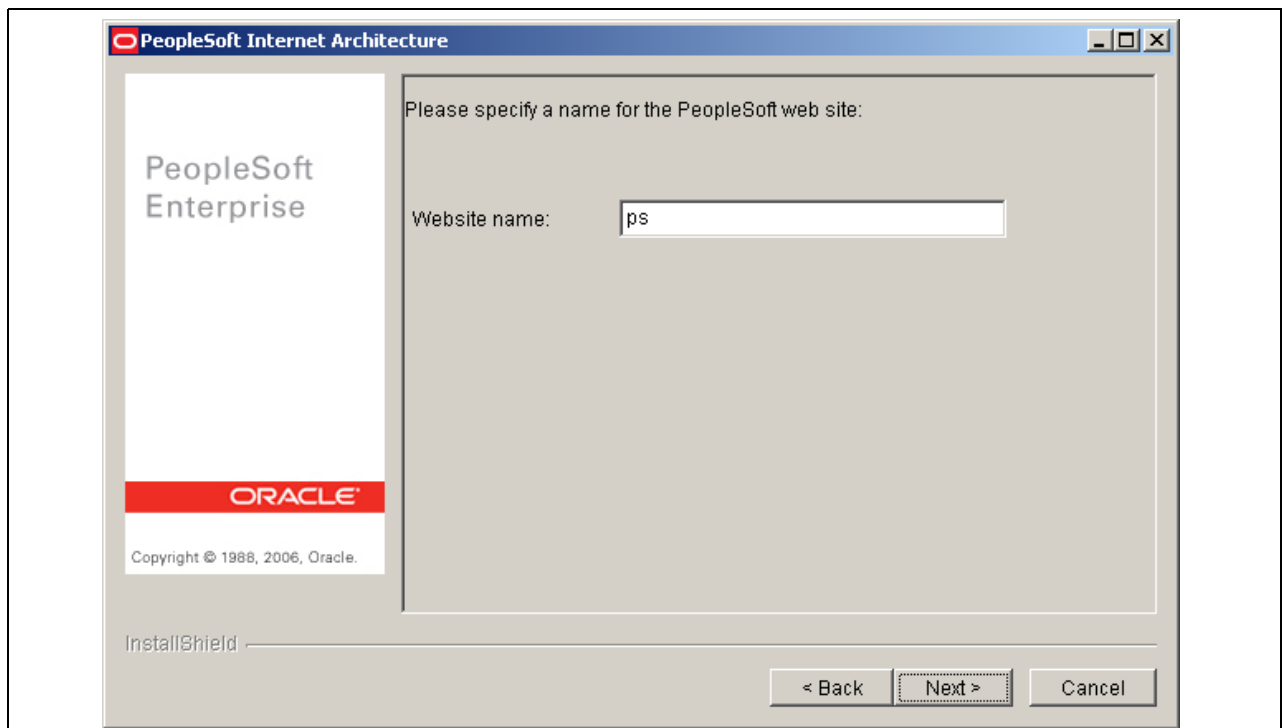 PeopleSoft Internet Architecture
Please specify a name for the PeopleSoft web site:
PeopleSoft
Enterprise
Website name:
ps
ORACLE
Copyright © 1988, 2006, Oracle.
InstallShield
< Back
Next >
Cancel